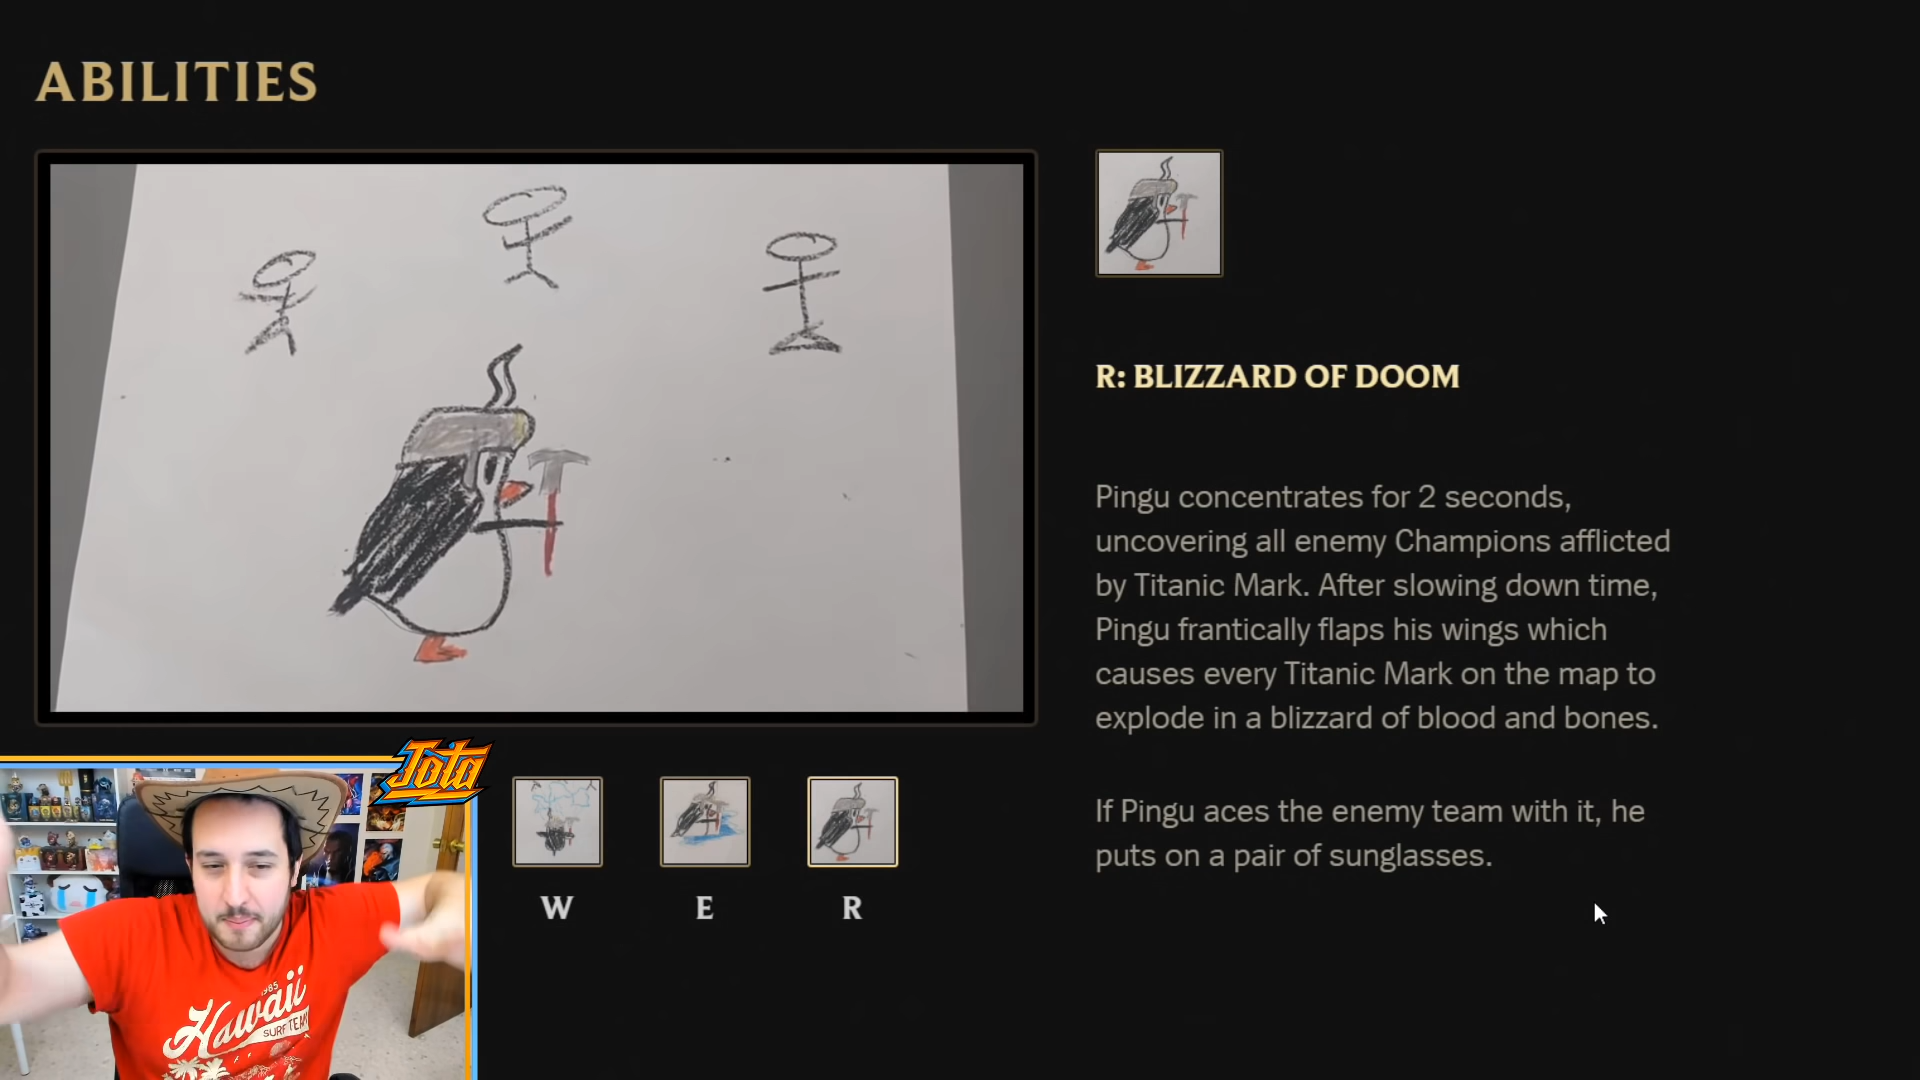 ABILITIES
R: BLIZZARD OF DOOM
Pingu concentrates for 2 seconds,
uncovering all enemy Champions afflicted
by Titanic Mark. After slowing down time,
Pingu frantically flaps his wings which
causes every Titanic Mark on the map to
explode in a blizzard of blood and bones.
If Pingu aces the enemy team with it, he
puts on a pair of sunglasses.
W E R
Jota
1985
Hawaii
SURF TEAM